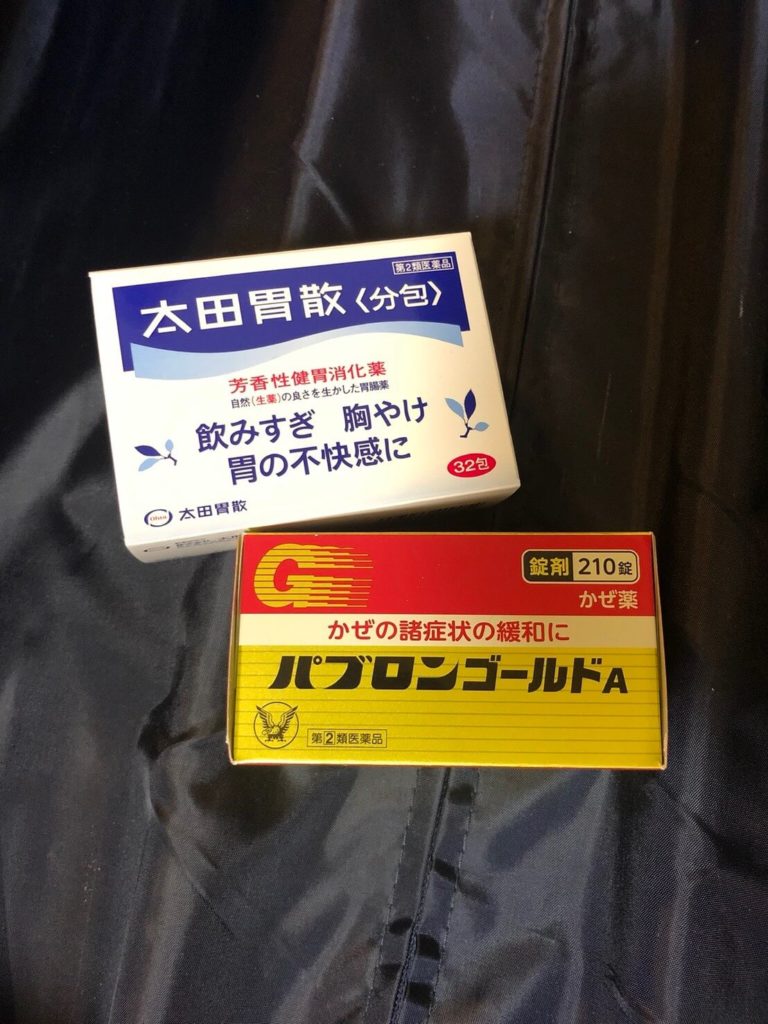 第2類医薬品
太田胃散〈分包〉
芳香性健胃消化薬
自然(生薬)の良さを生かした胃腸薬
飲みすぎ 胸やけ
胃の不快感に
32包
Ohta
太田胃散
G
錠剤 210錠
かぜ薬
かぜの諸症状の緩和に
パブロンゴールドA
第2類医薬品